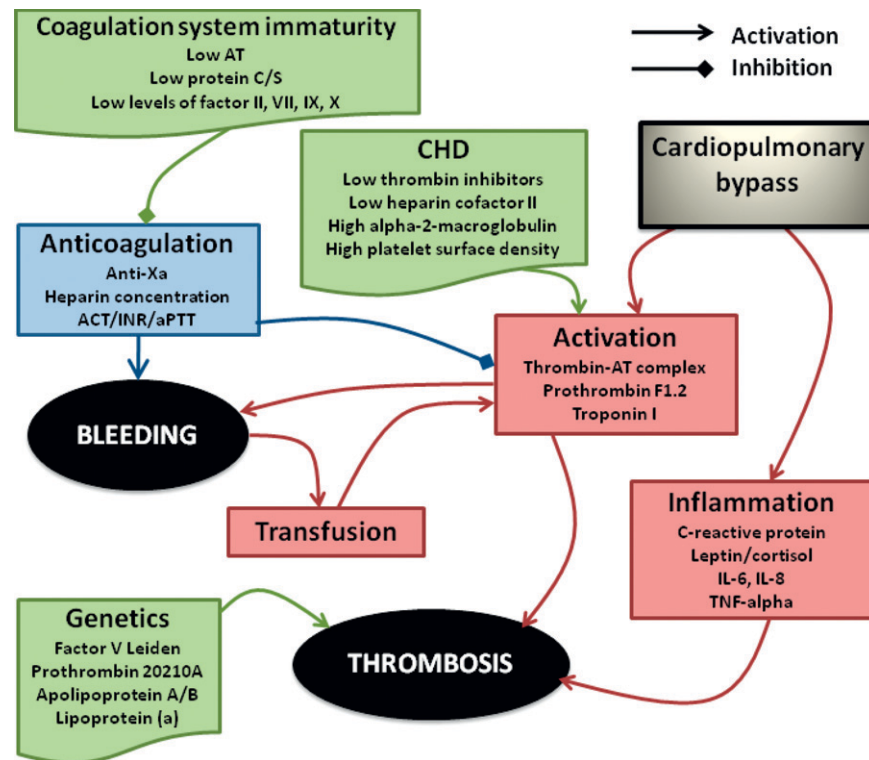 Coagulation system immaturity
Low AT
Low protein C/S
Low levels of factor II, VII, IX, X
Activation
Inhibition
CHD
Low thrombin inhibitors
Low heparin cofactor II
High alpha-2-macroglobulin
High platelet surface density
Cardiopulmonary
bypass
Anticoagulation
Anti-Xa
Heparin concentration
ACT/INR/aPTT
Activation
Thrombin-AT complex
Prothrombin F1.2
Troponin I
BLEEDING
Transfusion
Inflammation
C-reactive protein
Leptin/cortisol
IL-6, IL-8
TNF-alpha
Genetics
Factor V Leiden
Prothrombin 20210A
Apolipoprotein A/B
Lipoprotein (a)
THROMBOSIS